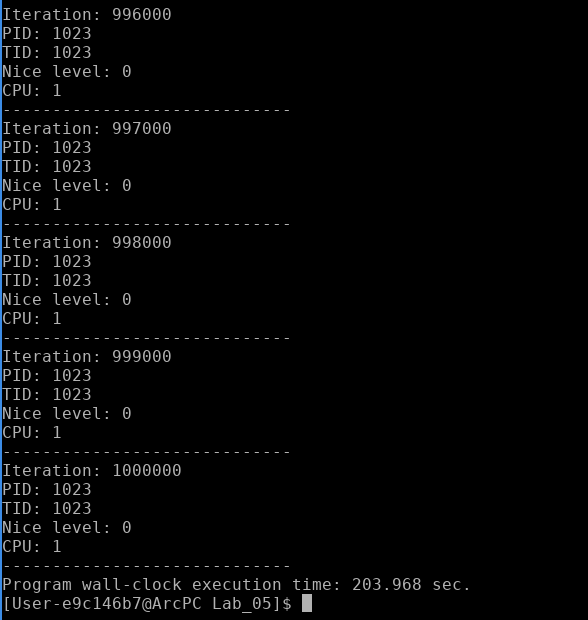 Iteration: 996000
PID: 1023
TID: 1023
Nice level: 0
CPU: 1
-----------------------------
Iteration: 997000
PID: 1023
TID: 1023
Nice level: 0
CPU: 1
-----------------------------
Iteration: 998000
PID: 1023
TID: 1023
Nice level: 0
CPU: 1
-----------------------------
Iteration: 999000
PID: 1023
TID: 1023
Nice level: 0
CPU: 1
-----------------------------
Iteration: 1000000
PID: 1023
TID: 1023
Nice level: 0
CPU: 1
-----------------------------
Program wall-clock execution time: 203.968 sec.
[User-e9c146b7@ArcPC Lab_05]$